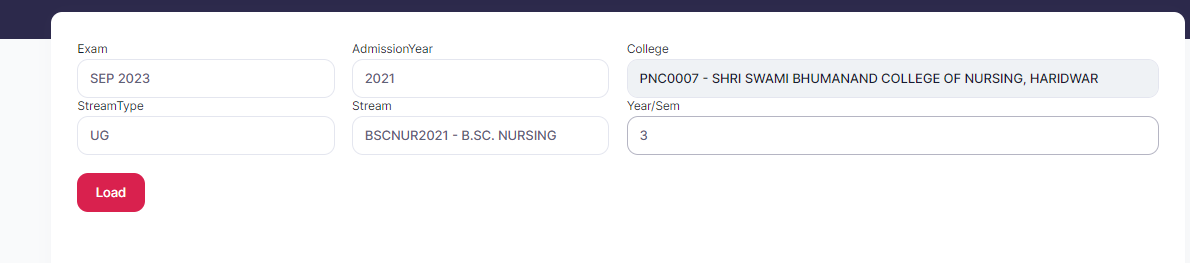 Exam AdmissionYear College
SEP 2023 2021 PNC0007 - SHRI SWAMI BHUMANAND COLLEGE OF NURSING, HARIDWAR
StreamType Stream Year/Sem
UG BSCNUR2021 - B.SC. NURSING 3
Load